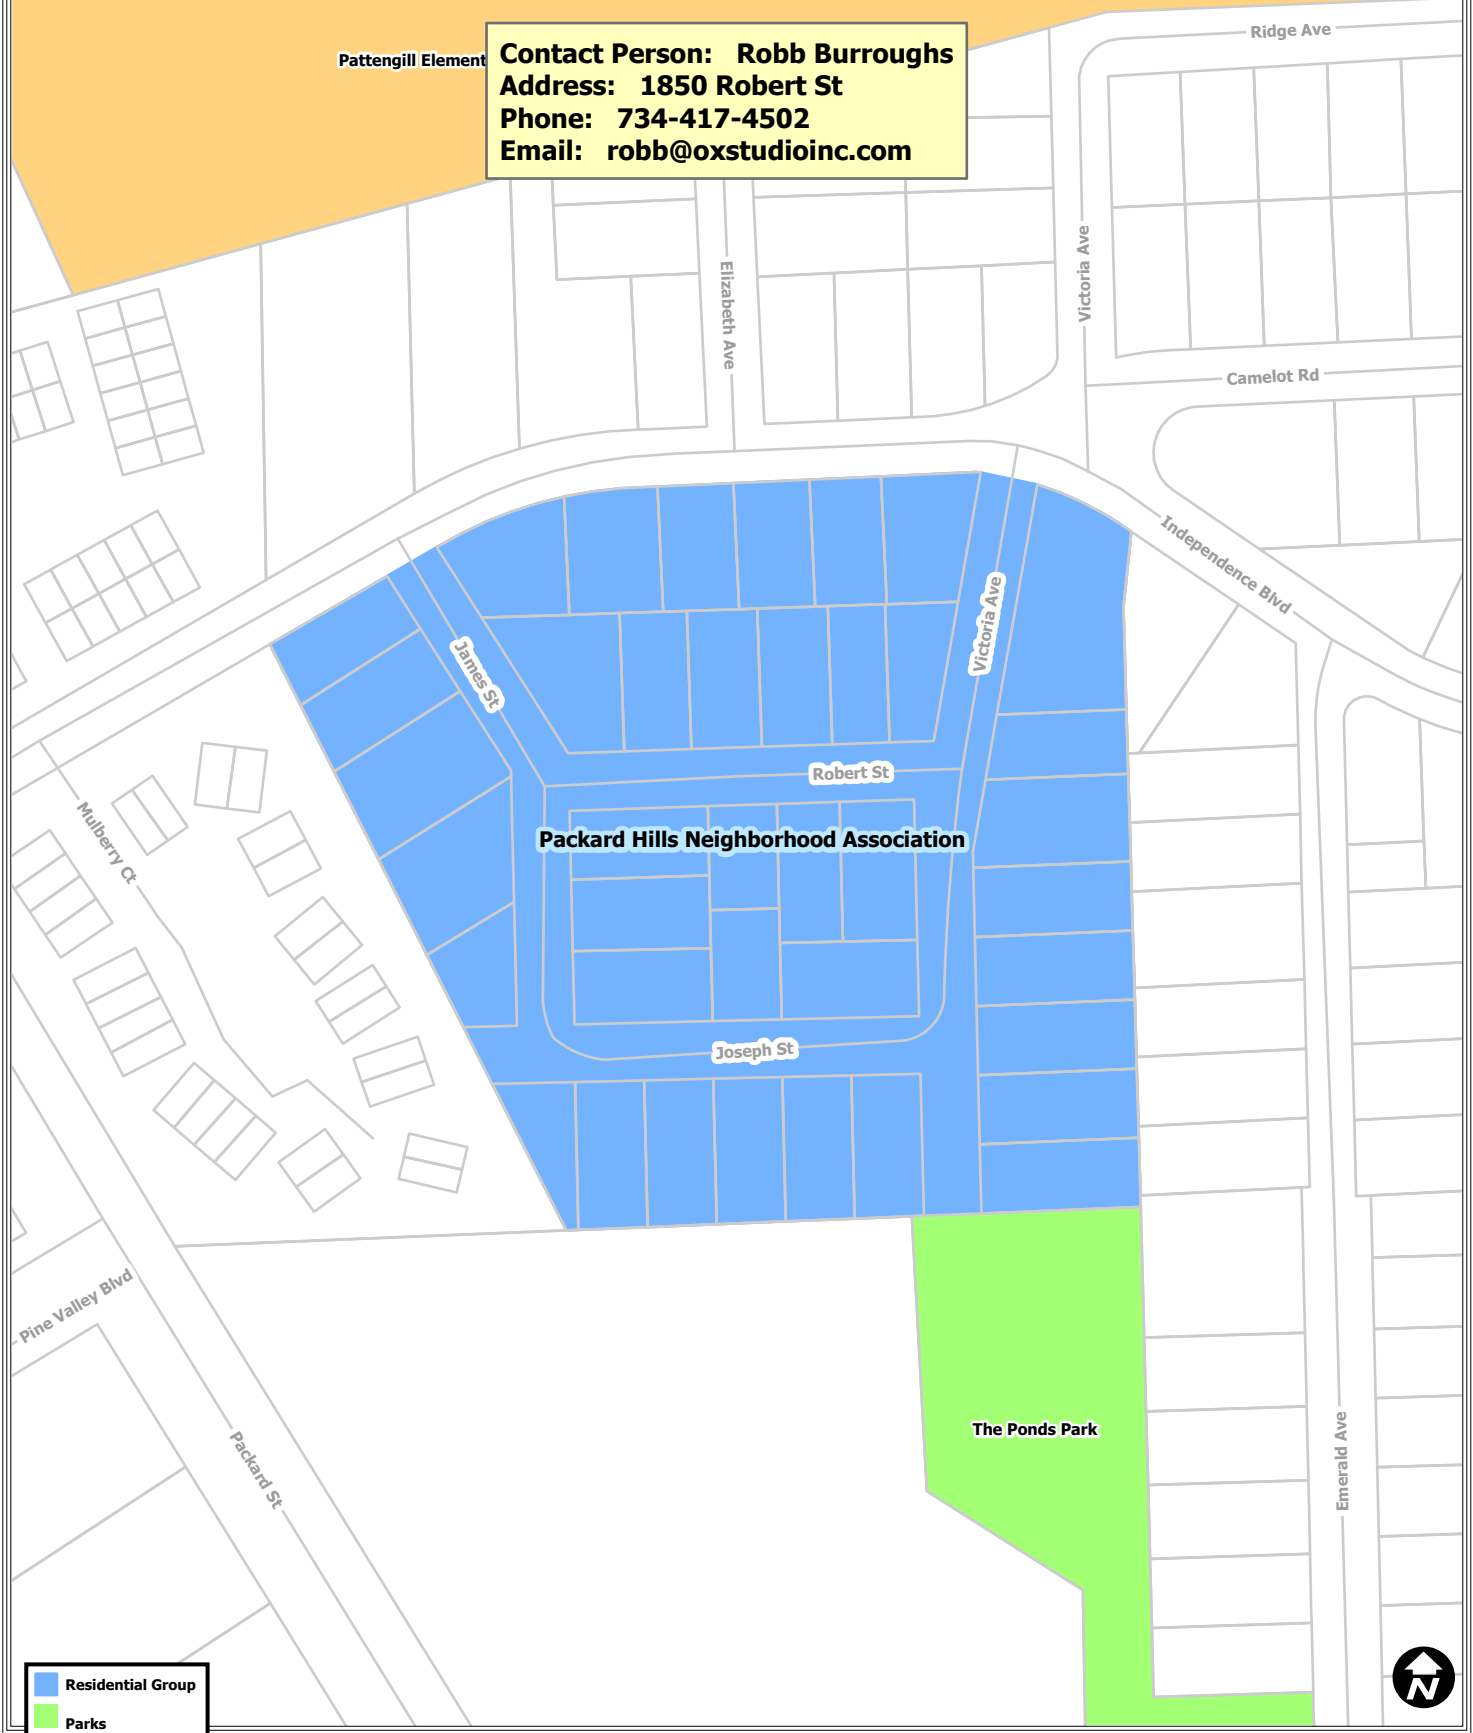 Ridge Ave
Pattengill Element
Contact Person: Robb Burroughs
Address: 1850 Robert St
Phone: 734-417-4502
Email: robb@oxstudioinc.com
Elizabeth Ave
Victoria Ave
Camelot Rd
Independence Blvd
Victoria Ave
James St
Robert St
Mulberry Ct
Packard Hills Neighborhood Association
Joseph St
Pine Valley Blvd
The Ponds Park
Packard St
Emerald Ave
Residential Group
Parks
N